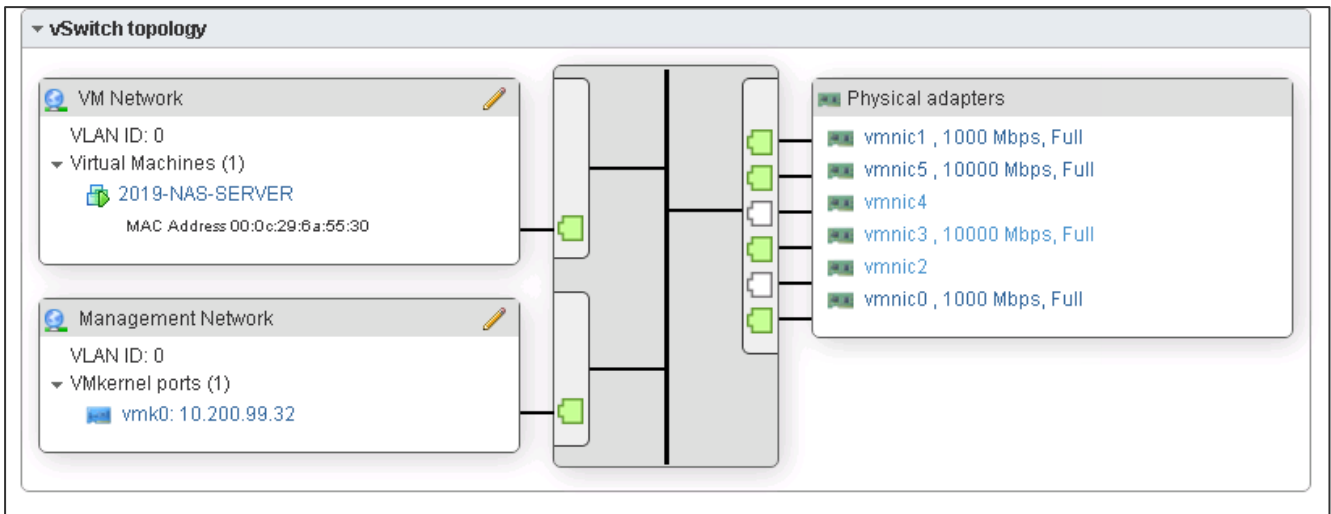 vSwitch topology
VM Network
VLAN ID: 0
Virtual Machines (1)
2019-NAS-SERVER
MAC Address 00:0c:29:6a:55:30
Management Network
VLAN ID: 0
VMkernel ports (1)
vmk0: 10.200.99.32
Physical adapters
vmnic1 , 1000 Mbps, Full
vmnic5 , 10000 Mbps, Full
vmnic4
vmnic3 , 10000 Mbps, Full
vmnic2
vmnic0 , 1000 Mbps, Full